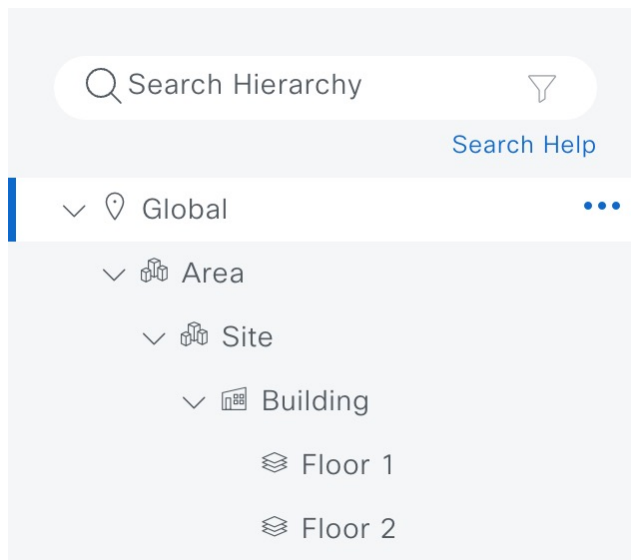 Search Hierarchy
Search Help
Global
Area
Site
Building
Floor 1
Floor 2